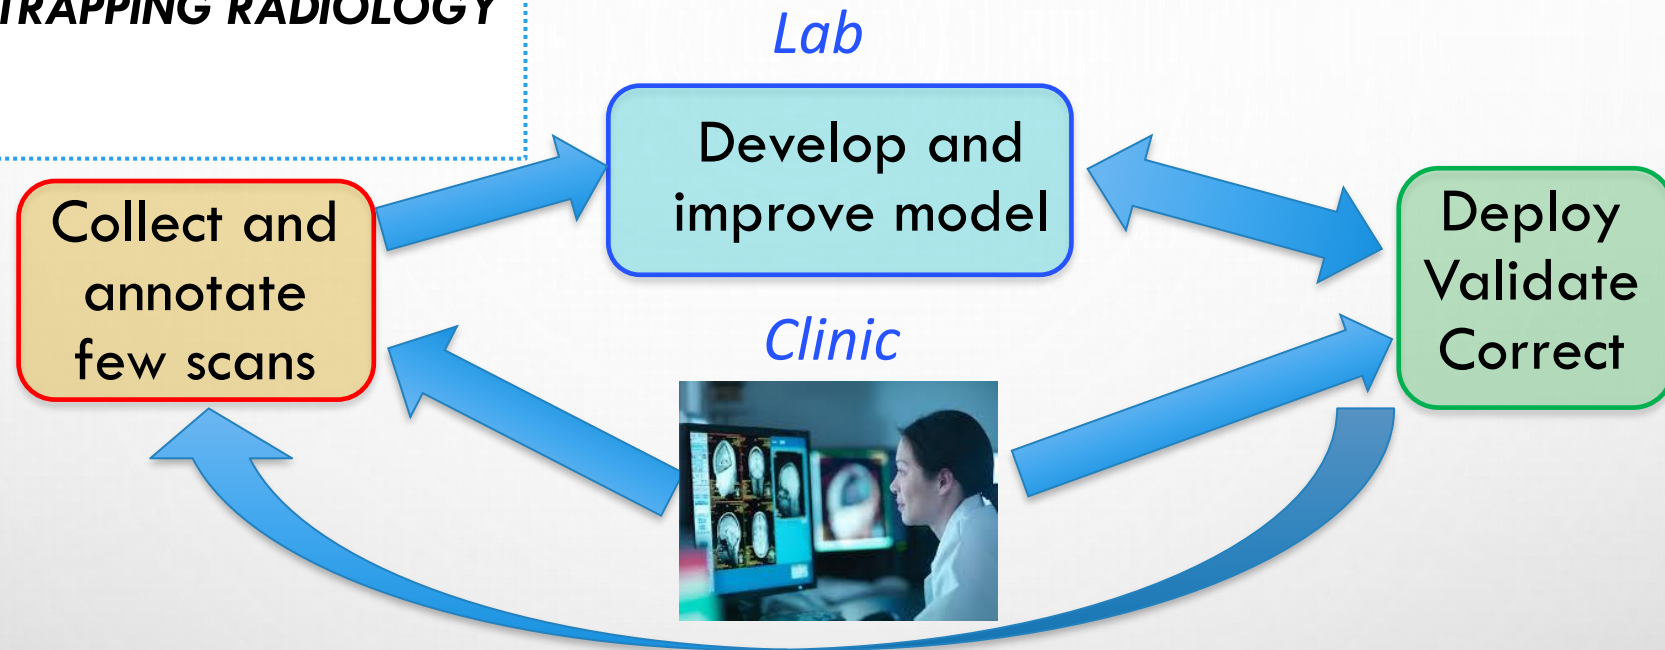 TRAPPING RADIOLOGY
Lab
Develop and
improve model
Collect and
annotate
few scans
Deploy
Validate
Correct
Clinic